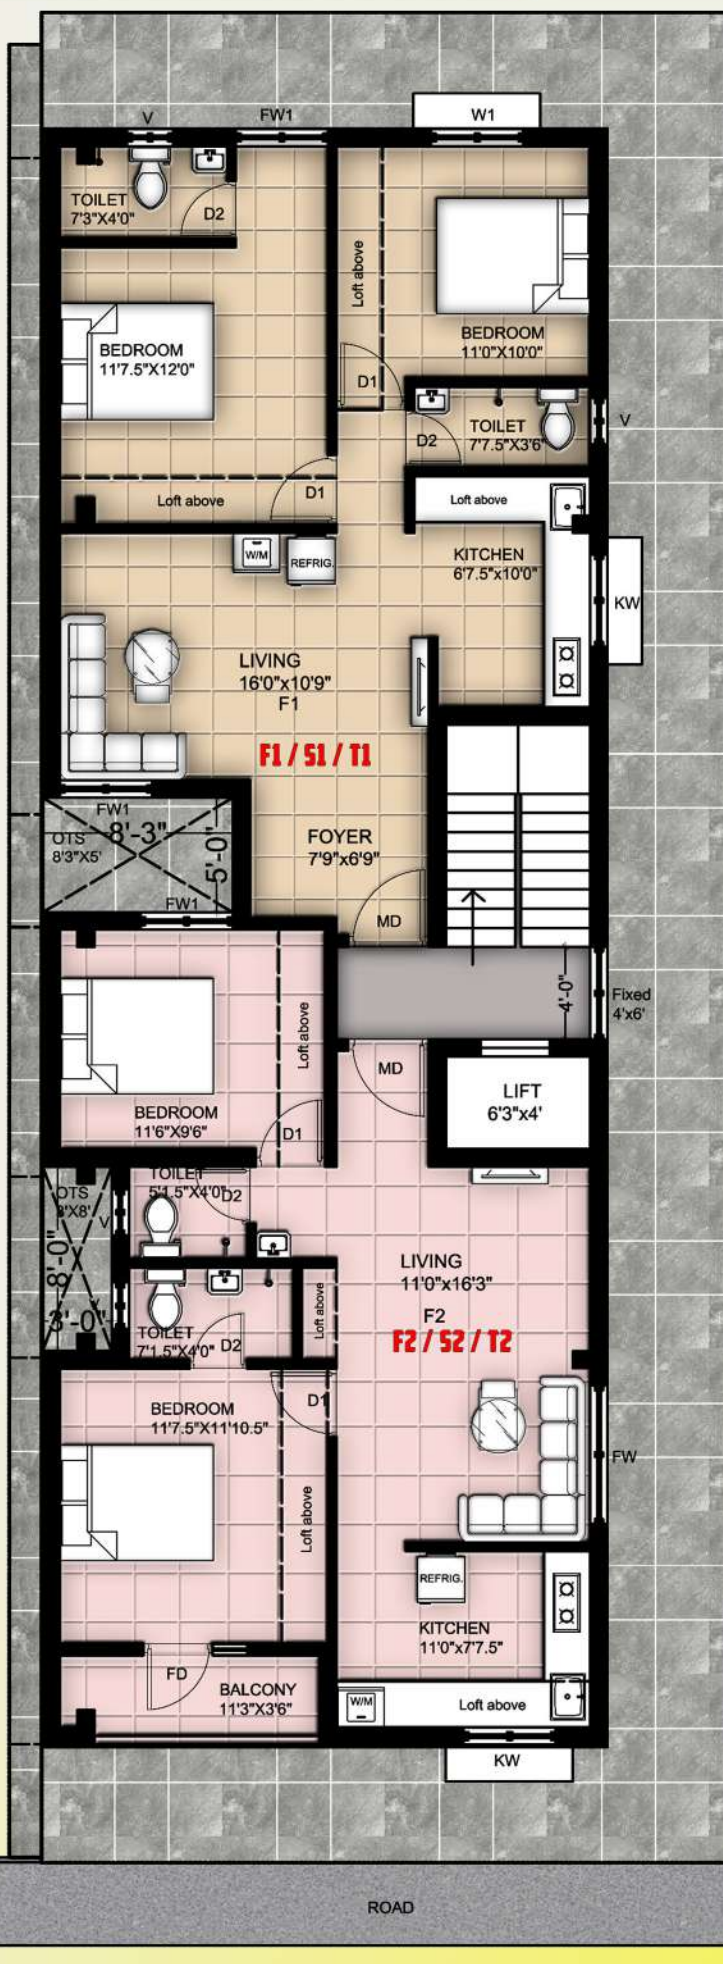 V
FW1
W1
TOILET
7'3"X4'0"
D2
Loft above
BEDROOM
11'0"X10'0"
BEDROOM
11'7.5"X12'0"
D1
TOILET
7'7.5"X3'6"
V
D2
D1
Loft above
Loft above
W/M
REFRIG.
KITCHEN
6'7.5"x10'0"
KW
LIVING
16'0"x10'9"
F1
F1 / S1 / T1
FW1
OTS
8'3"X5'
8'-3"
5'-0"
FOYER
7'9"x6'9"
FW1
MD
4'-0"
Fixed
4'x6'
Loft above
MD
LIFT
6'3"x4'
BEDROOM
11'6"X9'6"
D1
TOILET
5'1.5"X4'0"
D2
OTS
3'X8'
V
8'-0"
3'-0"
LIVING
11'0"x16'3"
F2
F2 / S2 / T2
Loft above
TOILET
7'1.5"X4'0"
D2
D1
BEDROOM
11'7.5"X11'10.5"
FW
Loft above
REFRIG.
KITCHEN
11'0"x7'7.5"
FD
BALCONY
11'3"X3'6"
W/M
Loft above
KW
ROAD